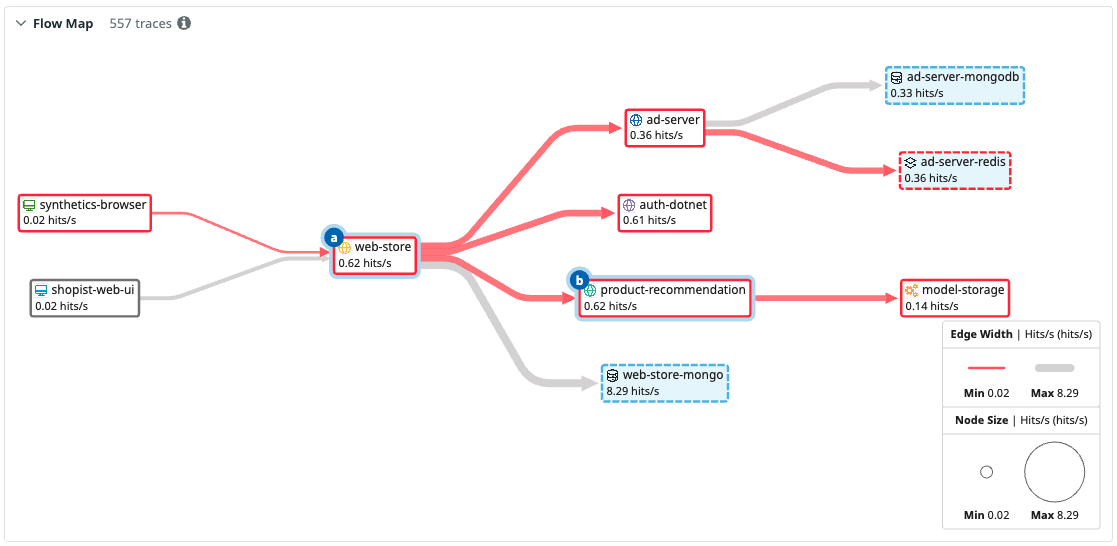 Flow Map 557 traces
ad-server-mongodb
0.33 hits/s
ad-server
0.36 hits/s
ad-server-redis
0.36 hits/s
synthetics-browser
0.02 hits/s
auth-dotnet
0.61 hits/s
a
web-store
0.62 hits/s
shopist-web-ui
0.02 hits/s
b
product-recommendation
0.62 hits/s
model-storage
0.14 hits/s
web-store-mongo
8.29 hits/s
Edge Width | Hits/s (hits/s)
Min 0.02 Max 8.29
Node Size | Hits/s (hits/s)
Min 0.02 Max 8.29